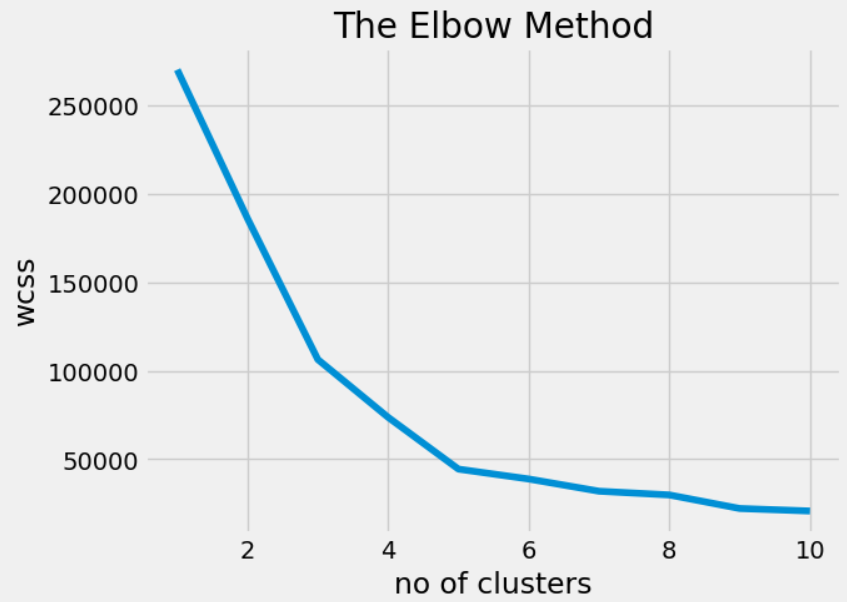 The Elbow Method
250000
200000
150000
100000
50000
wcss
2 4 6 8 10
no of clusters